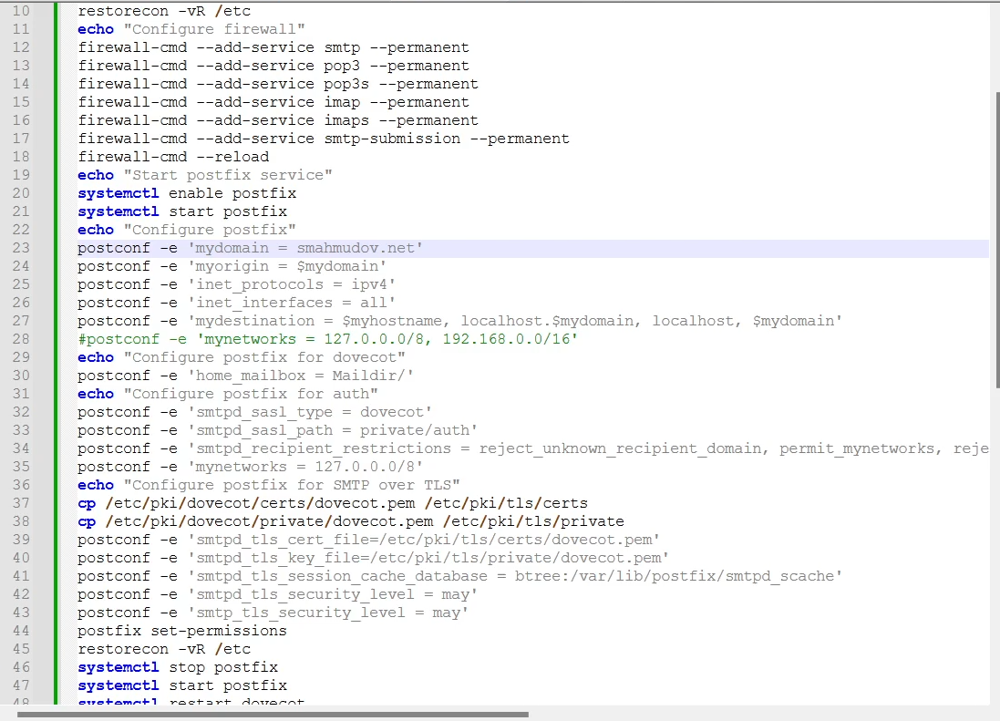 10 restorecon -vR /etc
11 echo "Configure firewall"
12 firewall-cmd --add-service smtp --permanent
13 firewall-cmd --add-service pop3 --permanent
14 firewall-cmd --add-service pop3s --permanent
15 firewall-cmd --add-service imap --permanent
16 firewall-cmd --add-service imaps --permanent
17 firewall-cmd --add-service smtp-submission --permanent
18 firewall-cmd --reload
19 echo "Start postfix service"
20 systemctl enable postfix
21 systemctl start postfix
22 echo "Configure postfix"
23 postconf -e 'mydomain = smahmudov.net'
24 postconf -e 'myorigin = $mydomain'
25 postconf -e 'inet_protocols = ipv4'
26 postconf -e 'inet_interfaces = all'
27 postconf -e 'mydestination = $myhostname, localhost.$mydomain, localhost, $mydomain'
28 #postconf -e 'mynetworks = 127.0.0.0/8, 192.168.0.0/16'
29 echo "Configure postfix for dovecot"
30 postconf -e 'home_mailbox = Maildir/'
31 echo "Configure postfix for auth"
32 postconf -e 'smtpd_sasl_type = dovecot'
33 postconf -e 'smtpd_sasl_path = private/auth'
34 postconf -e 'smtpd_recipient_restrictions = reject_unknown_recipient_domain, permit_mynetworks, reje
35 postconf -e 'mynetworks = 127.0.0.0/8'
36 echo "Configure postfix for SMTP over TLS"
37 cp /etc/pki/dovecot/certs/dovecot.pem /etc/pki/tls/certs
38 cp /etc/pki/dovecot/private/dovecot.pem /etc/pki/tls/private
39 postconf -e 'smtpd_tls_cert_file=/etc/pki/tls/certs/dovecot.pem'
40 postconf -e 'smtpd_tls_key_file=/etc/pki/tls/private/dovecot.pem'
41 postconf -e 'smtpd_tls_session_cache_database = btree:/var/lib/postfix/smtpd_scache'
42 postconf -e 'smtpd_tls_security_level = may'
43 postconf -e 'smtp_tls_security_level = may'
44 postfix set-permissions
45 restorecon -vR /etc
46 systemctl stop postfix
47 systemctl start postfix
48 systemctl restart dovecot